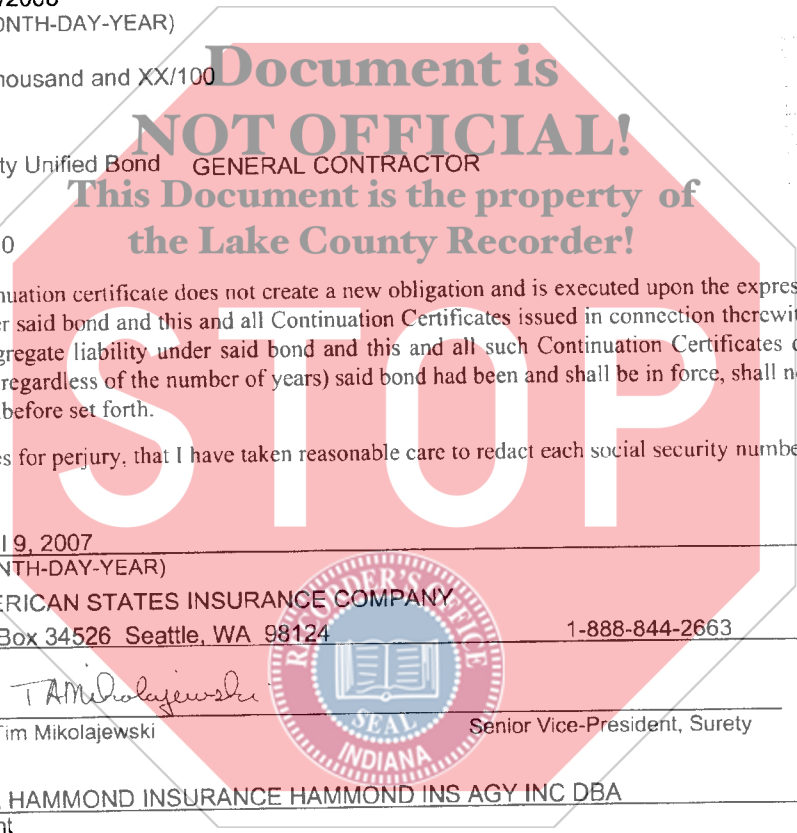 2008
ONTH-DAY-YEAR)
housand and XX/100
Document is
NOT OFFICIAL!
ty Unified Bond GENERAL CONTRACTOR
This Document is the property of
0
the Lake County Recorder!
nuation certificate does not create a new obligation and is executed upon the expres
er said bond and this and all Continuation Certificates issued in connection therewit
gregate liability under said bond and this and all such Continuation Certificates
regardless of the number of years) said bond had been and shall be in force, shall n
before set forth.
es for perjury, that I have taken reasonable care to redact each social security numbe
STOP
l 9, 2007
NTH-DAY-YEAR)
ERICAN STATES INSURANCE COMPANY
Box 34526 Seattle, WA 98124 1-888-844-2663
RECORDER'S OFFICE
SEAL
INDIANA
TAMikolajewski
Tim Mikolajewski Senior Vice-President, Surety
HAMMOND INSURANCE HAMMOND INS AGY INC DBA
nt